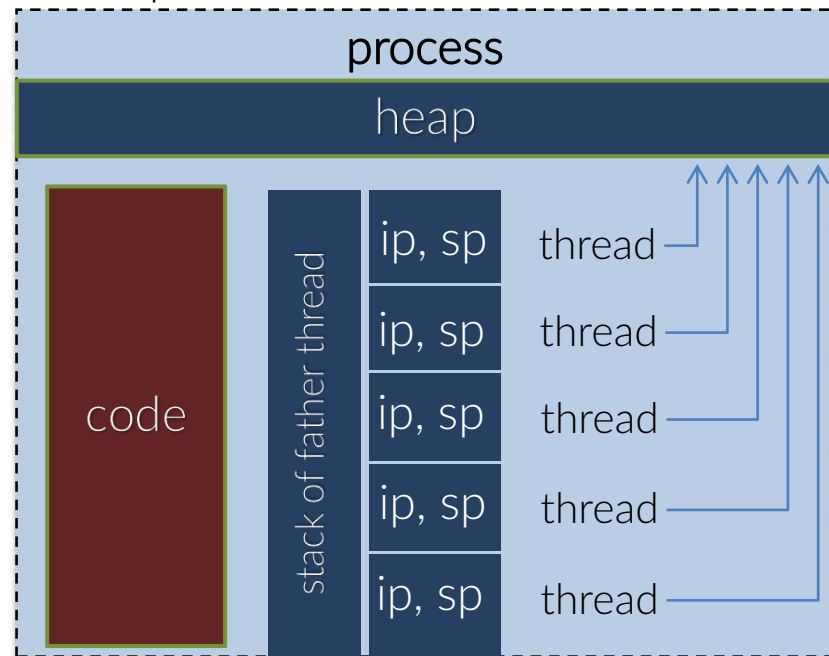 process
heap
code
stack of father thread
ip, sp
thread
ip, sp
thread
ip, sp
thread
ip, sp
thread
ip, sp
thread